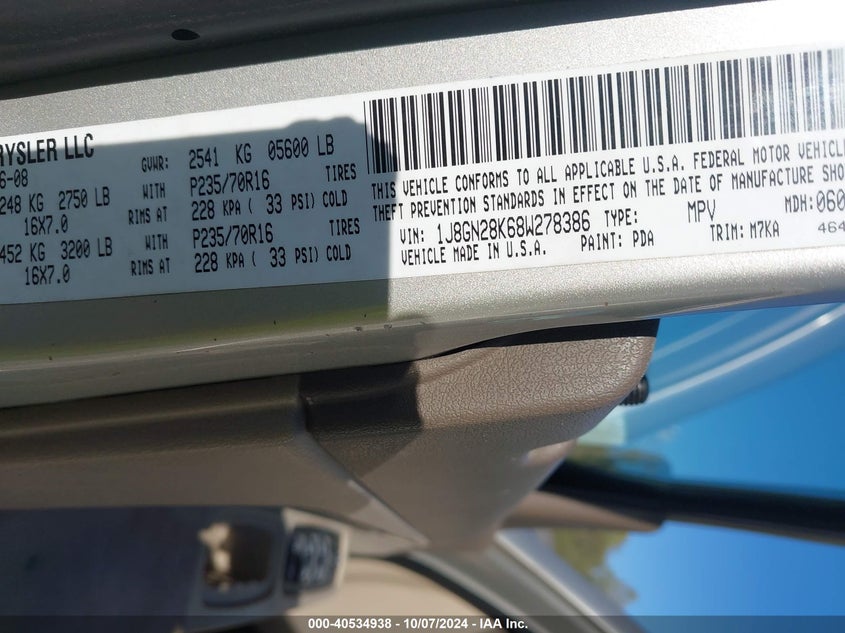 RYSLER LLC
GVWR: 2541 KG 05600 LB
6-08
248 KG 2750 LB WITH P235/70R16 TIRES
16X7.0 RIMS AT 228 KPA ( 33 PSI) COLD
452 KG 3200 LB WITH P235/70R16 TIRES
16X7.0 RIMS AT 228 KPA ( 33 PSI) COLD
THIS VEHICLE CONFORMS TO ALL APPLICABLE U.S.A. FEDERAL MOTOR VEHICLE
THEFT PREVENTION STANDARDS IN EFFECT ON THE DATE OF MANUFACTURE SHO
VIN: 1J8GN28K68W278386 TYPE: MPV MDH: 060
VEHICLE MADE IN U.S.A. PAINT: PDA TRIM: M7KA 464
000-40534938 - 10/07/2024 - IAA Inc.